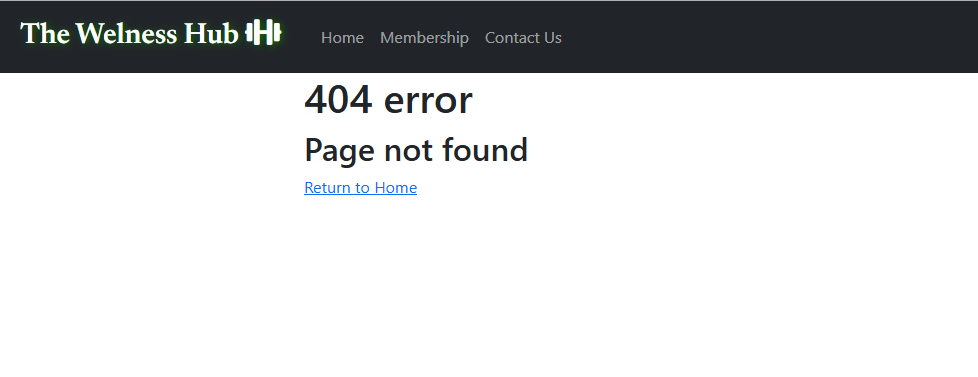 The Welness Hub
Home Membership Contact Us
404 error
Page not found
Return to Home